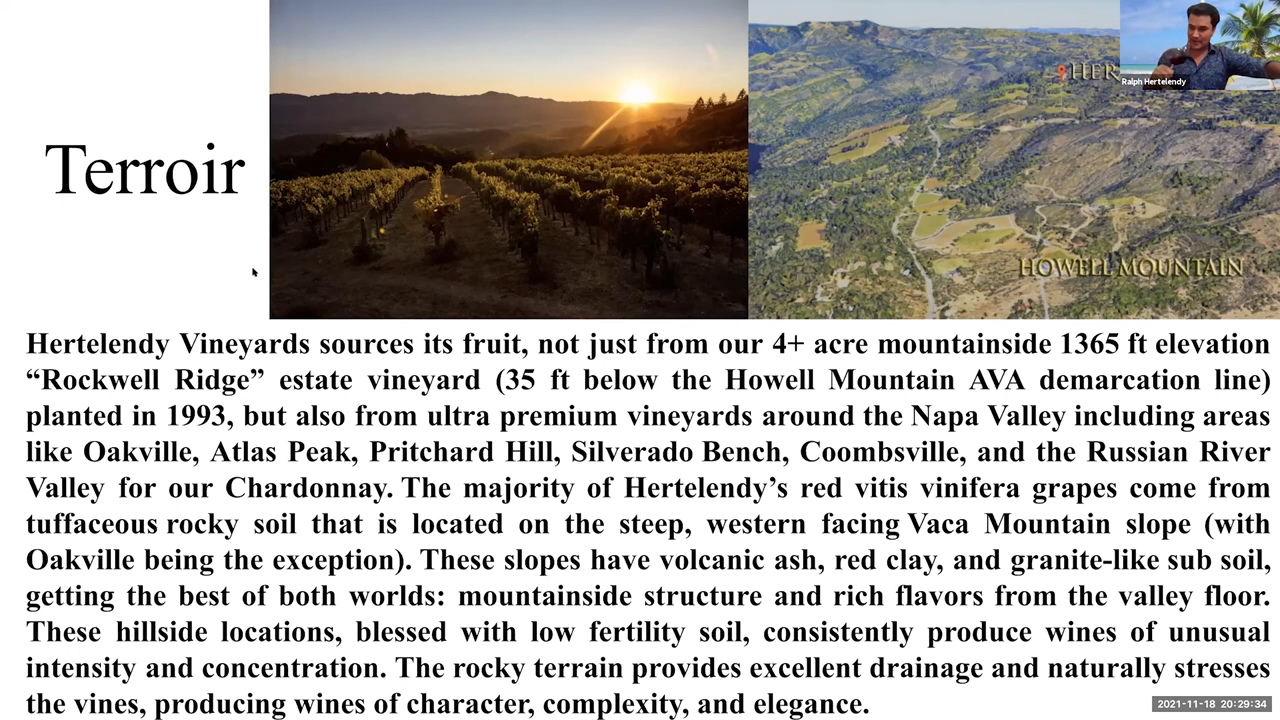 Terroir
HER
Ralph Hertelendy
HOWELL MOUNTAIN
Hertelendy Vineyards sources its fruit, not just from our 4+ acre mountainside 1365 ft elevation
“Rockwell Ridge” estate vineyard (35 ft below the Howell Mountain AVA demarcation line)
planted in 1993, but also from ultra premium vineyards around the Napa Valley including areas
like Oakville, Atlas Peak, Pritchard Hill, Silverado Bench, Coombsville, and the Russian River
Valley for our Chardonnay. The majority of Hertelendy’s red vitis vinifera grapes come from
tuffaceous rocky soil that is located on the steep, western facing Vaca Mountain slope (with
Oakville being the exception). These slopes have volcanic ash, red clay, and granite-like sub soil,
getting the best of both worlds: mountainside structure and rich flavors from the valley floor.
These hillside locations, blessed with low fertility soil, consistently produce wines of unusual
intensity and concentration. The rocky terrain provides excellent drainage and naturally stresses
the vines, producing wines of character, complexity, and elegance.
2021-11-18 20:29:34